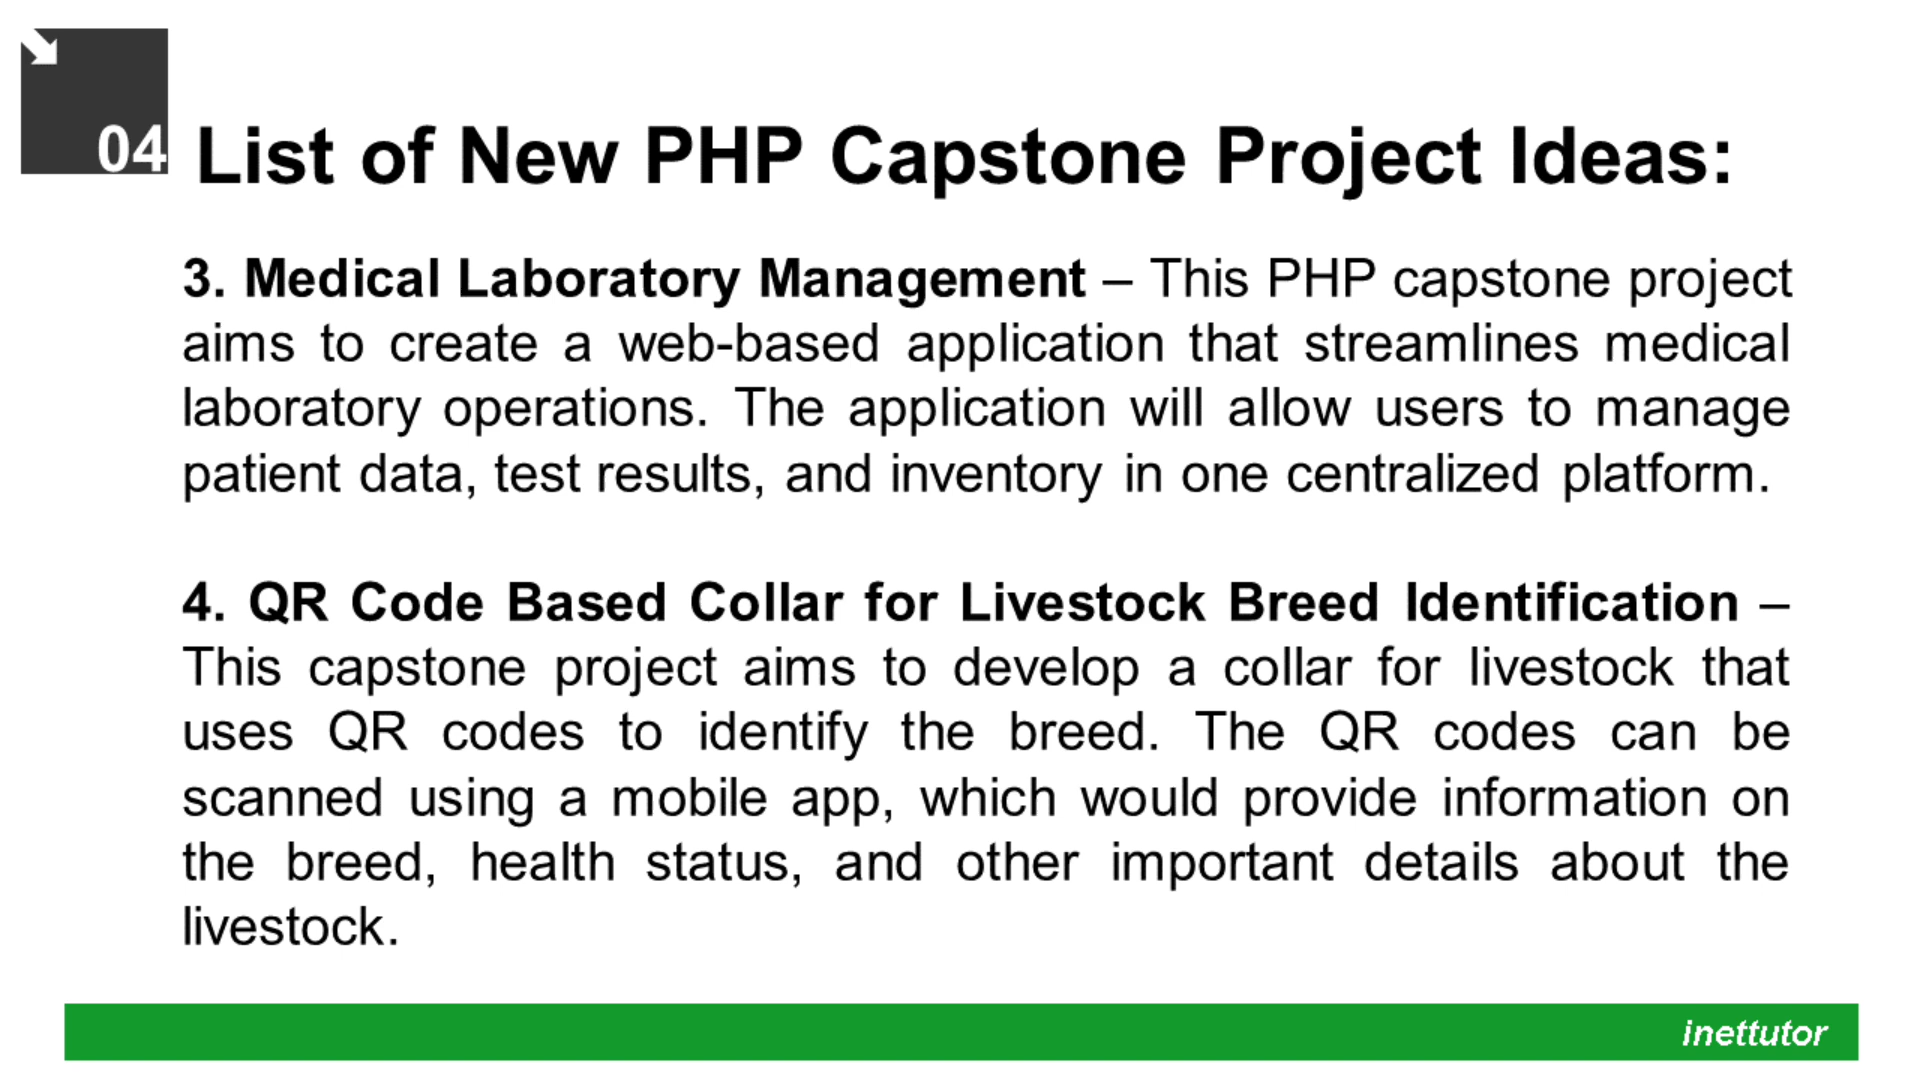 04
List of New PHP Capstone Project Ideas:
3. Medical Laboratory Management – This PHP capstone project
aims to create a web-based application that streamlines medical
laboratory operations. The application will allow users to manage
patient data, test results, and inventory in one centralized platform.
4. QR Code Based Collar for Livestock Breed Identification –
This capstone project aims to develop a collar for livestock that
uses QR codes to identify the breed. The QR codes can be
scanned using a mobile app, which would provide information on
the breed, health status, and other important details about the
livestock.
inettutor